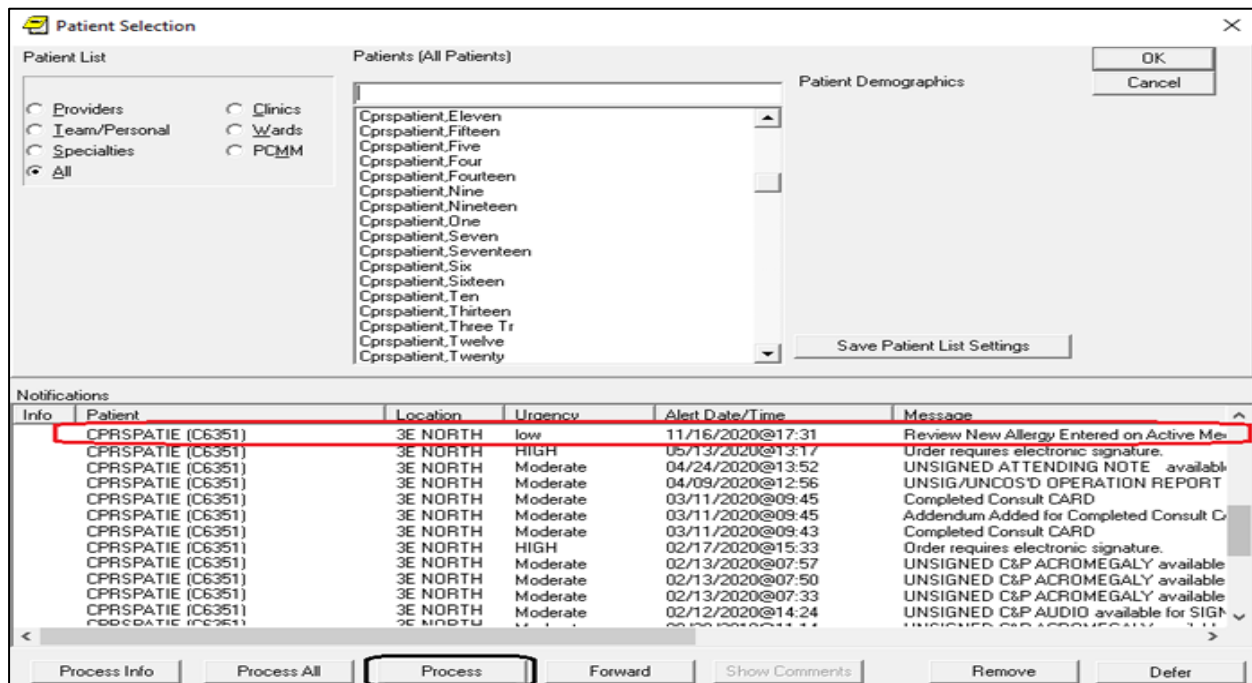 Patient Selection
Patient List
Patients (All Patients)
OK
Patient Demographics
Cancel
Providers
Clinics
Team/Personal
Wards
Specialties
PCMM
All
Cprspatient,Eleven
Cprspatient,Fifteen
Cprspatient,Five
Cprspatient,Four
Cprspatient,Fourteen
Cprspatient,Nine
Cprspatient,Nineteen
Cprspatient,One
Cprspatient,Seven
Cprspatient,Seventeen
Cprspatient,Six
Cprspatient,Sixteen
Cprspatient,Ten
Cprspatient,Thirteen
Cprspatient,Three Tr
Cprspatient,Twelve
Cprspatient,Twenty
Save Patient List Settings
Notifications
Info Patient Location Urgency Alert Date/Time Message
CPRSPATIE (C6351) 3E NORTH low 11/16/2020@17:31 Review New Allergy Entered on Active Me
CPRSPATIE (C6351) 3E NORTH HIGH 05/13/2020@13:17 Order requires electronic signature.
CPRSPATIE (C6351) 3E NORTH Moderate 04/24/2020@13:52 UNSIGNED ATTENDING NOTE availabl
CPRSPATIE (C6351) 3E NORTH Moderate 04/09/2020@12:56 UNSIG/UNCOS'D OPERATION REPORT
CPRSPATIE (C6351) 3E NORTH Moderate 03/11/2020@09:45 Completed Consult CARD
CPRSPATIE (C6351) 3E NORTH Moderate 03/11/2020@09:45 Addendum Added for Completed Consult C
CPRSPATIE (C6351) 3E NORTH Moderate 03/11/2020@09:43 Completed Consult CARD
CPRSPATIE (C6351) 3E NORTH HIGH 02/17/2020@15:33 Order requires electronic signature.
CPRSPATIE (C6351) 3E NORTH Moderate 02/13/2020@07:57 UNSIGNED C&P ACROMEGALY available
CPRSPATIE (C6351) 3E NORTH Moderate 02/13/2020@07:50 UNSIGNED C&P ACROMEGALY available
CPRSPATIE (C6351) 3E NORTH Moderate 02/13/2020@07:33 UNSIGNED C&P ACROMEGALY available
CPRSPATIE (C6351) 3E NORTH Moderate 02/12/2020@14:24 UNSIGNED C&P AUDIO available for SIGN
CPRSPATIE (C6351) 3E NORTH
Process Info Process All Process Forward Show Comments Remove Defer